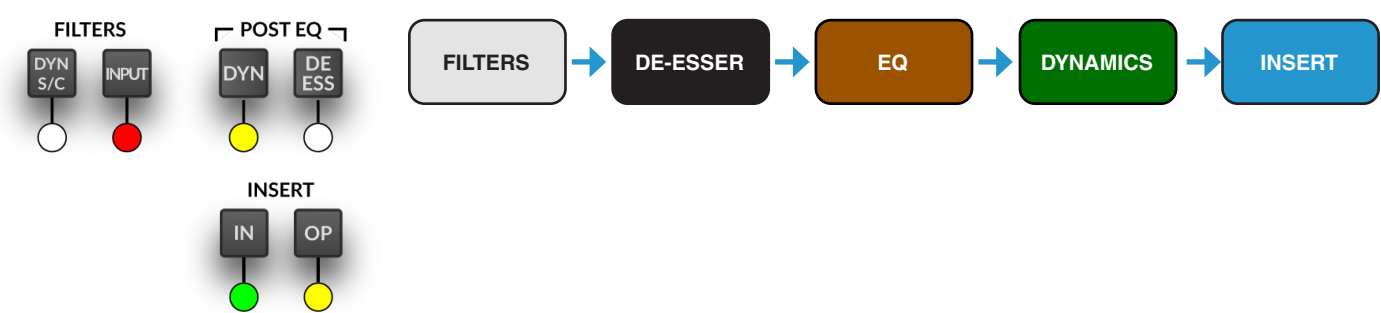 FILTERS
DYN
S/C
INPUT
POST EQ
DYN
DE
ESS
INSERT
IN
OP
FILTERS
DE-ESSER
EQ
DYNAMICS
INSERT